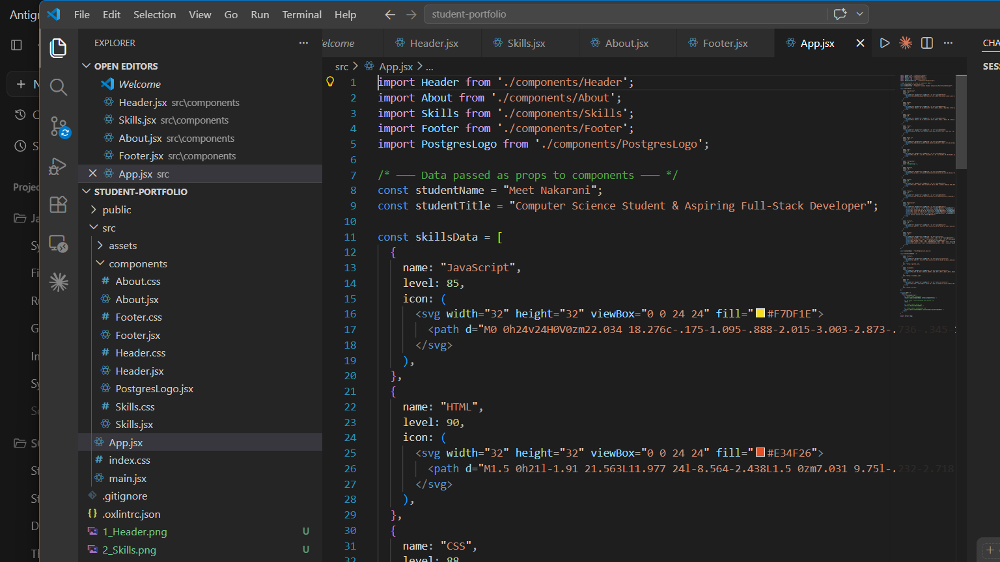 Antig
File Edit Selection View Go Run Terminal Help
student-portfolio
EXPLORER
OPEN EDITORS
Welcome
Header.jsx src\components
Skills.jsx src\components
About.jsx src\components
Footer.jsx src\components
App.jsx src
STUDENT-PORTFOLIO
public
src
assets
components
# About.css
About.jsx
# Footer.css
Footer.jsx
# Header.css
Header.jsx
PostgresLogo.jsx
# Skills.css
Skills.jsx
App.jsx
# index.css
main.jsx
.gitignore
{} .oxlintrc.json
1_Header.png U
2_Skills.png U
elcome Header.jsx Skills.jsx About.jsx Footer.jsx App.jsx
src > App.jsx > ...
1 import Header from './components/Header';
2 import About from './components/About';
3 import Skills from './components/Skills';
4 import Footer from './components/Footer';
5 import PostgresLogo from './components/PostgresLogo';
6
7 /* ─── Data passed as props to components ─── */
8 const studentName = "Meet Nakarani";
9 const studentTitle = "Computer Science Student & Aspiring Full-Stack Developer";
10
11 const skillsData = [
12 {
13 name: "JavaScript",
14 level: 85,
15 icon: (
16 <svg width="32" height="32" viewBox="0 0 24 24" fill="#F7DF1E">
17 <path d="M0 0h24v24H0V0zm22.034 18.276c-.175-1.095-.888-2.015-3.003-2.873-.736-.345-1
18 </svg>
19 ),
20 },
21 {
22 name: "HTML",
23 level: 90,
24 icon: (
25 <svg width="32" height="32" viewBox="0 0 24 24" fill="#E34F26">
26 <path d="M1.5 0h21l-1.91 21.563L11.977 24l-8.564-2.438L1.5 0zm7.031 9.75l-.232-2.718
27 </svg>
28 ),
29 },
30 {
31 name: "CSS",
32 level: 88
CHA
SES
Projec